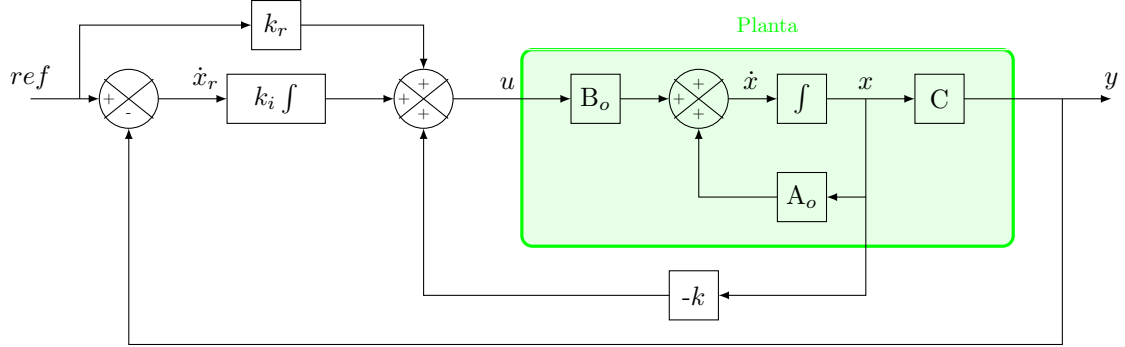 k_r
Planta
ref
+
-
ẋ_r
k_i ∫
+
+
+
u
B_o
+
+
+
ẋ
∫
x
C
y
A_o
-k